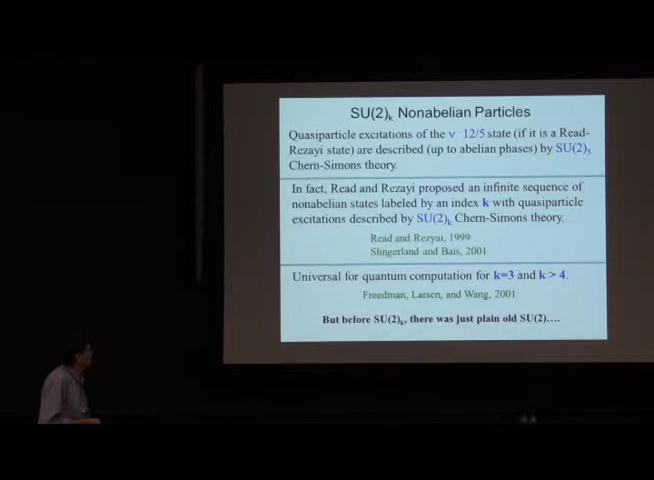 SU(2)k Nonabelian Particles
Quasiparticle excitations of the ν 12/5 state (if it is a Read-
Rezayi state) are described (up to abelian phases) by SU(2)3
Chern-Simons theory.
In fact, Read and Rezayi proposed an infinite sequence of
nonabelian states labeled by an index k with quasiparticle
excitations described by SU(2)k Chern-Simons theory.
Read and Rezyai, 1999
Slingerland and Bais, 2001
Universal for quantum computation for k=3 and k > 4.
Freedman, Larsen, and Wang, 2001
But before SU(2)k, there was just plain old SU(2)….